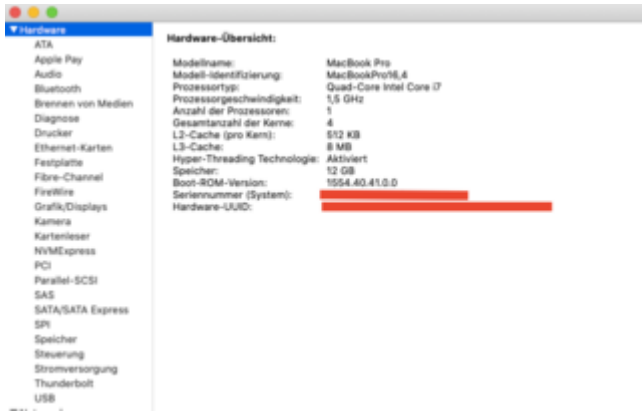 Hardware
ATA
Apple Pay
Audio
Bluetooth
Brennen von Medien
Diagnose
Drucker
Ethernet-Karten
Festplatte
Fibre-Channel
FireWire
Grafik/Displays
Kamera
Kartenleser
NVMExpress
PCI
Parallel-SCSI
SAS
SATA/SATA Express
SPI
Speicher
Steuerung
Stromversorgung
Thunderbolt
USB
Hardware-Übersicht:
Modellname: MacBook Pro
Modell-Identifizierung: MacBookPro16,4
Prozessortyp: Quad-Core Intel Core i7
Prozessorgeschwindigkeit: 1,5 GHz
Anzahl der Prozessoren: 1
Gesamtanzahl der Kerne: 4
L2-Cache (pro Kern): 512 KB
L3-Cache: 8 MB
Hyper-Threading Technologie: Aktiviert
Speicher: 12 GB
Boot-ROM-Version: 1554.40.41.0.0
Seriennummer (System):
Hardware-UUID: